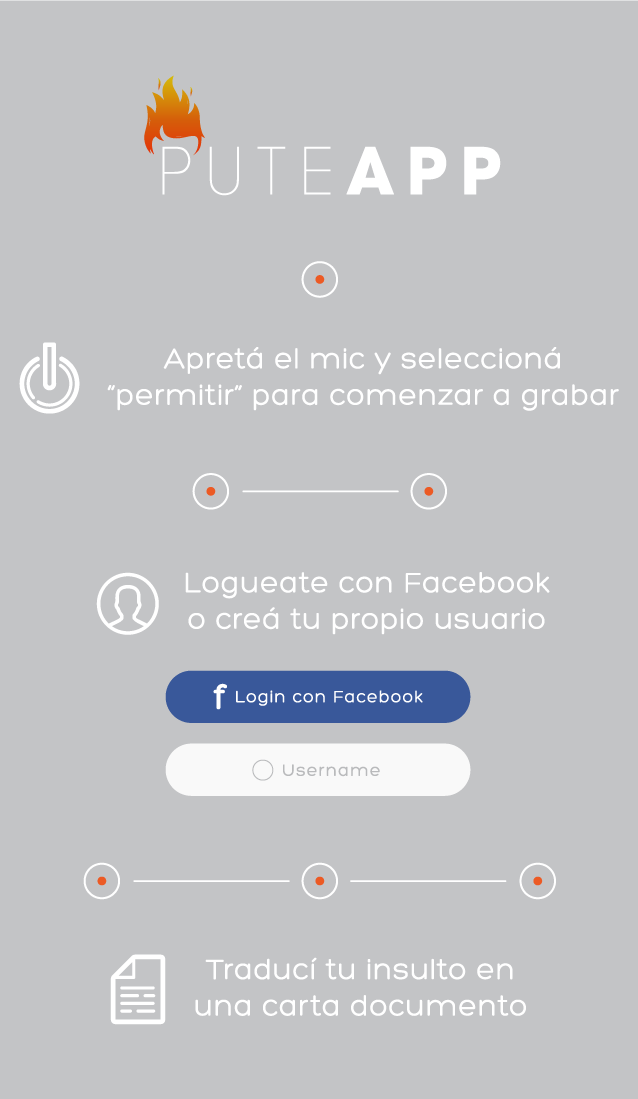 PUTEAPP
Apretá el mic y seleccioná
“permitir” para comenzar a grabar
Logueate con Facebook
o creá tu propio usuario
f Login con Facebook
Username
Traducí tu insulto en
una carta documento